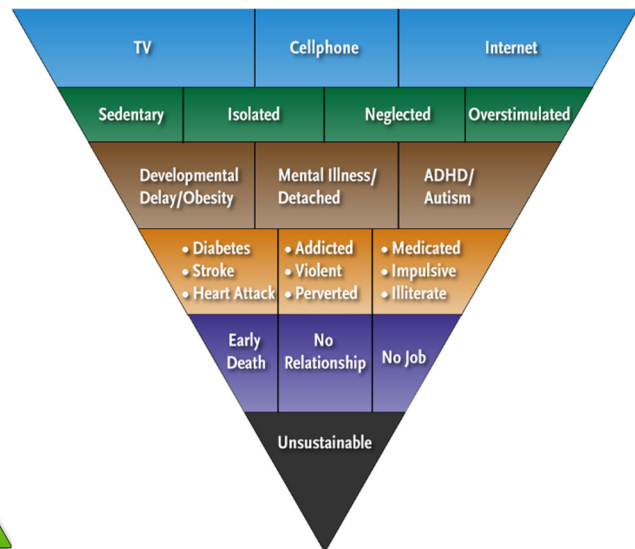 TV Cellphone Internet
Sedentary Isolated Neglected Overstimulated
Developmental
Delay/Obesity
Mental Illness/
Detached
ADHD/
Autism
• Diabetes
• Stroke
• Heart Attack
• Addicted
• Violent
• Perverted
• Medicated
• Impulsive
• Illiterate
Early
Death
No
Relationship
No Job
Unsustainable